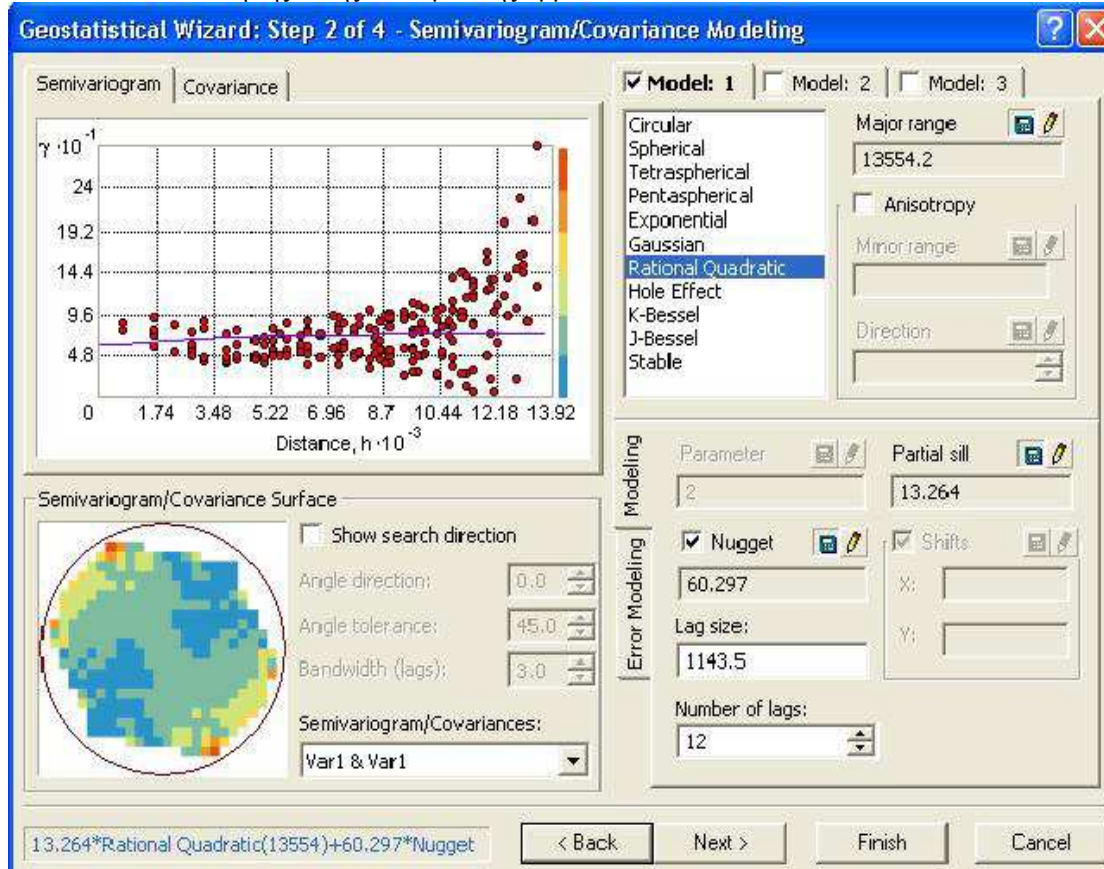 Geostatistical Wizard: Step 2 of 4 - Semivariogram/Covariance Modeling
Semivariogram
Covariance
γ ·10⁻¹
24
19.2
14.4
9.6
4.8
0 1.74 3.48 5.22 6.96 8.7 10.44 12.18 13.92
Distance, h ·10⁻³
Semivariogram/Covariance Surface
Show search direction
Angle direction: 0.0
Angle tolerance: 45.0
Bandwidth (lags): 3.0
Semivariogram/Covariances:
Var1 & Var1
Model: 1
Model: 2
Model: 3
Circular
Spherical
Tetraspherical
Pentaspherical
Exponential
Gaussian
Rational Quadratic
Hole Effect
K-Bessel
J-Bessel
Stable
Major range
13554.2
Anisotropy
Minor range
Direction
Modeling
Error Modeling
Parameter
2
Partial sill
13.264
Nugget
60.297
Shifts
X:
Y:
Lag size:
1143.5
Number of lags:
12
13.264*Rational Quadratic(13554)+60.297*Nugget
< Back
Next >
Finish
Cancel